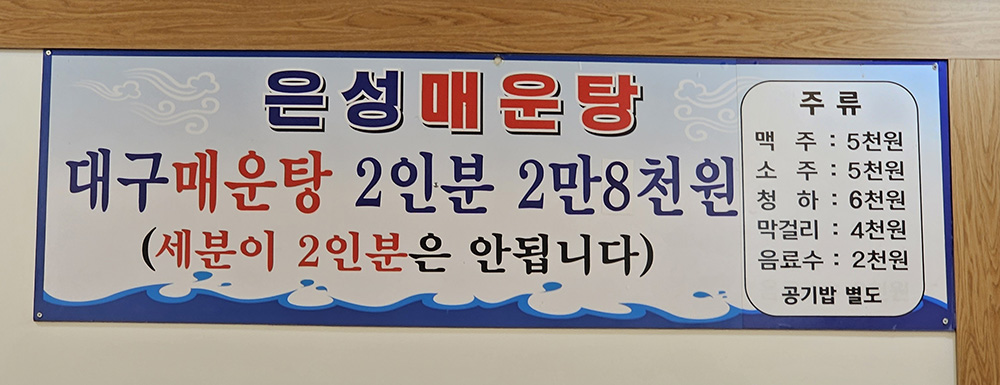 은성매운탕
대구매운탕 2인분 2만8천원
(세분이 2인분은 안됩니다)
주류
맥 주 : 5천원
소 주 : 5천원
청 하 : 6천원
막걸리 : 4천원
음료수 : 2천원
공기밥 별도